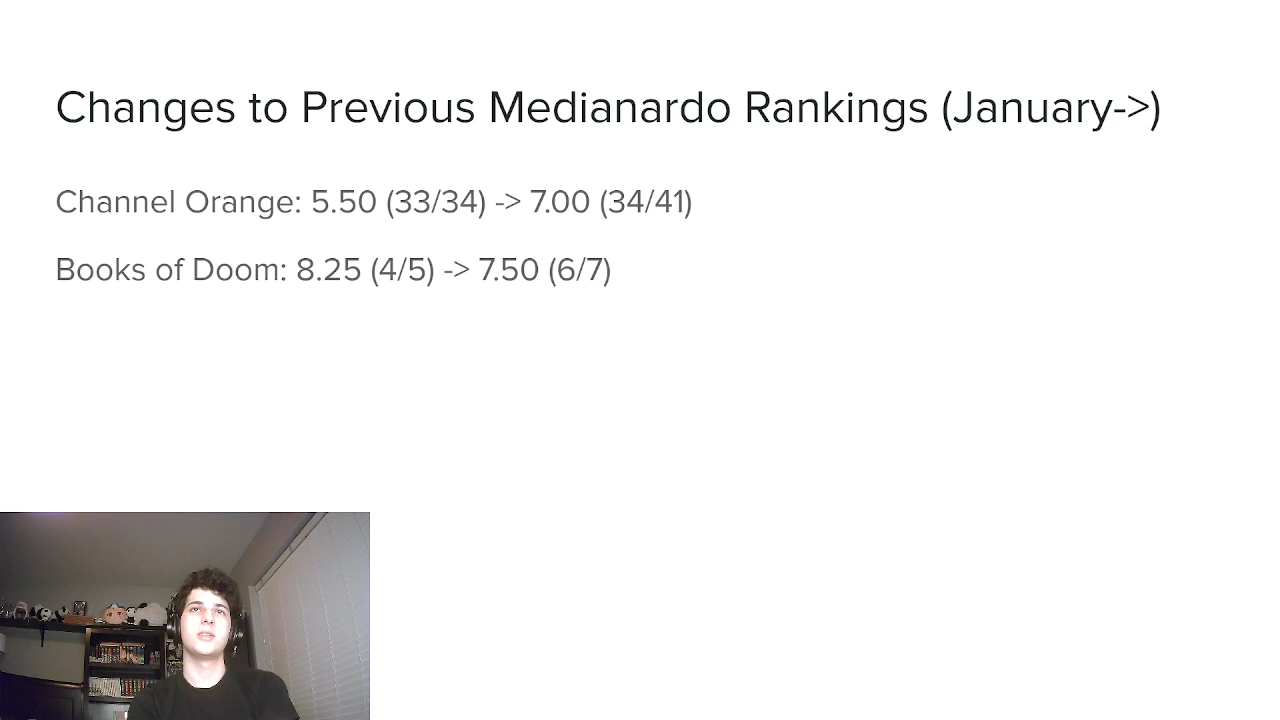 Changes to Previous Medianardo Rankings (January->)
Channel Orange: 5.50 (33/34) -> 7.00 (34/41)
Books of Doom: 8.25 (4/5) -> 7.50 (6/7)